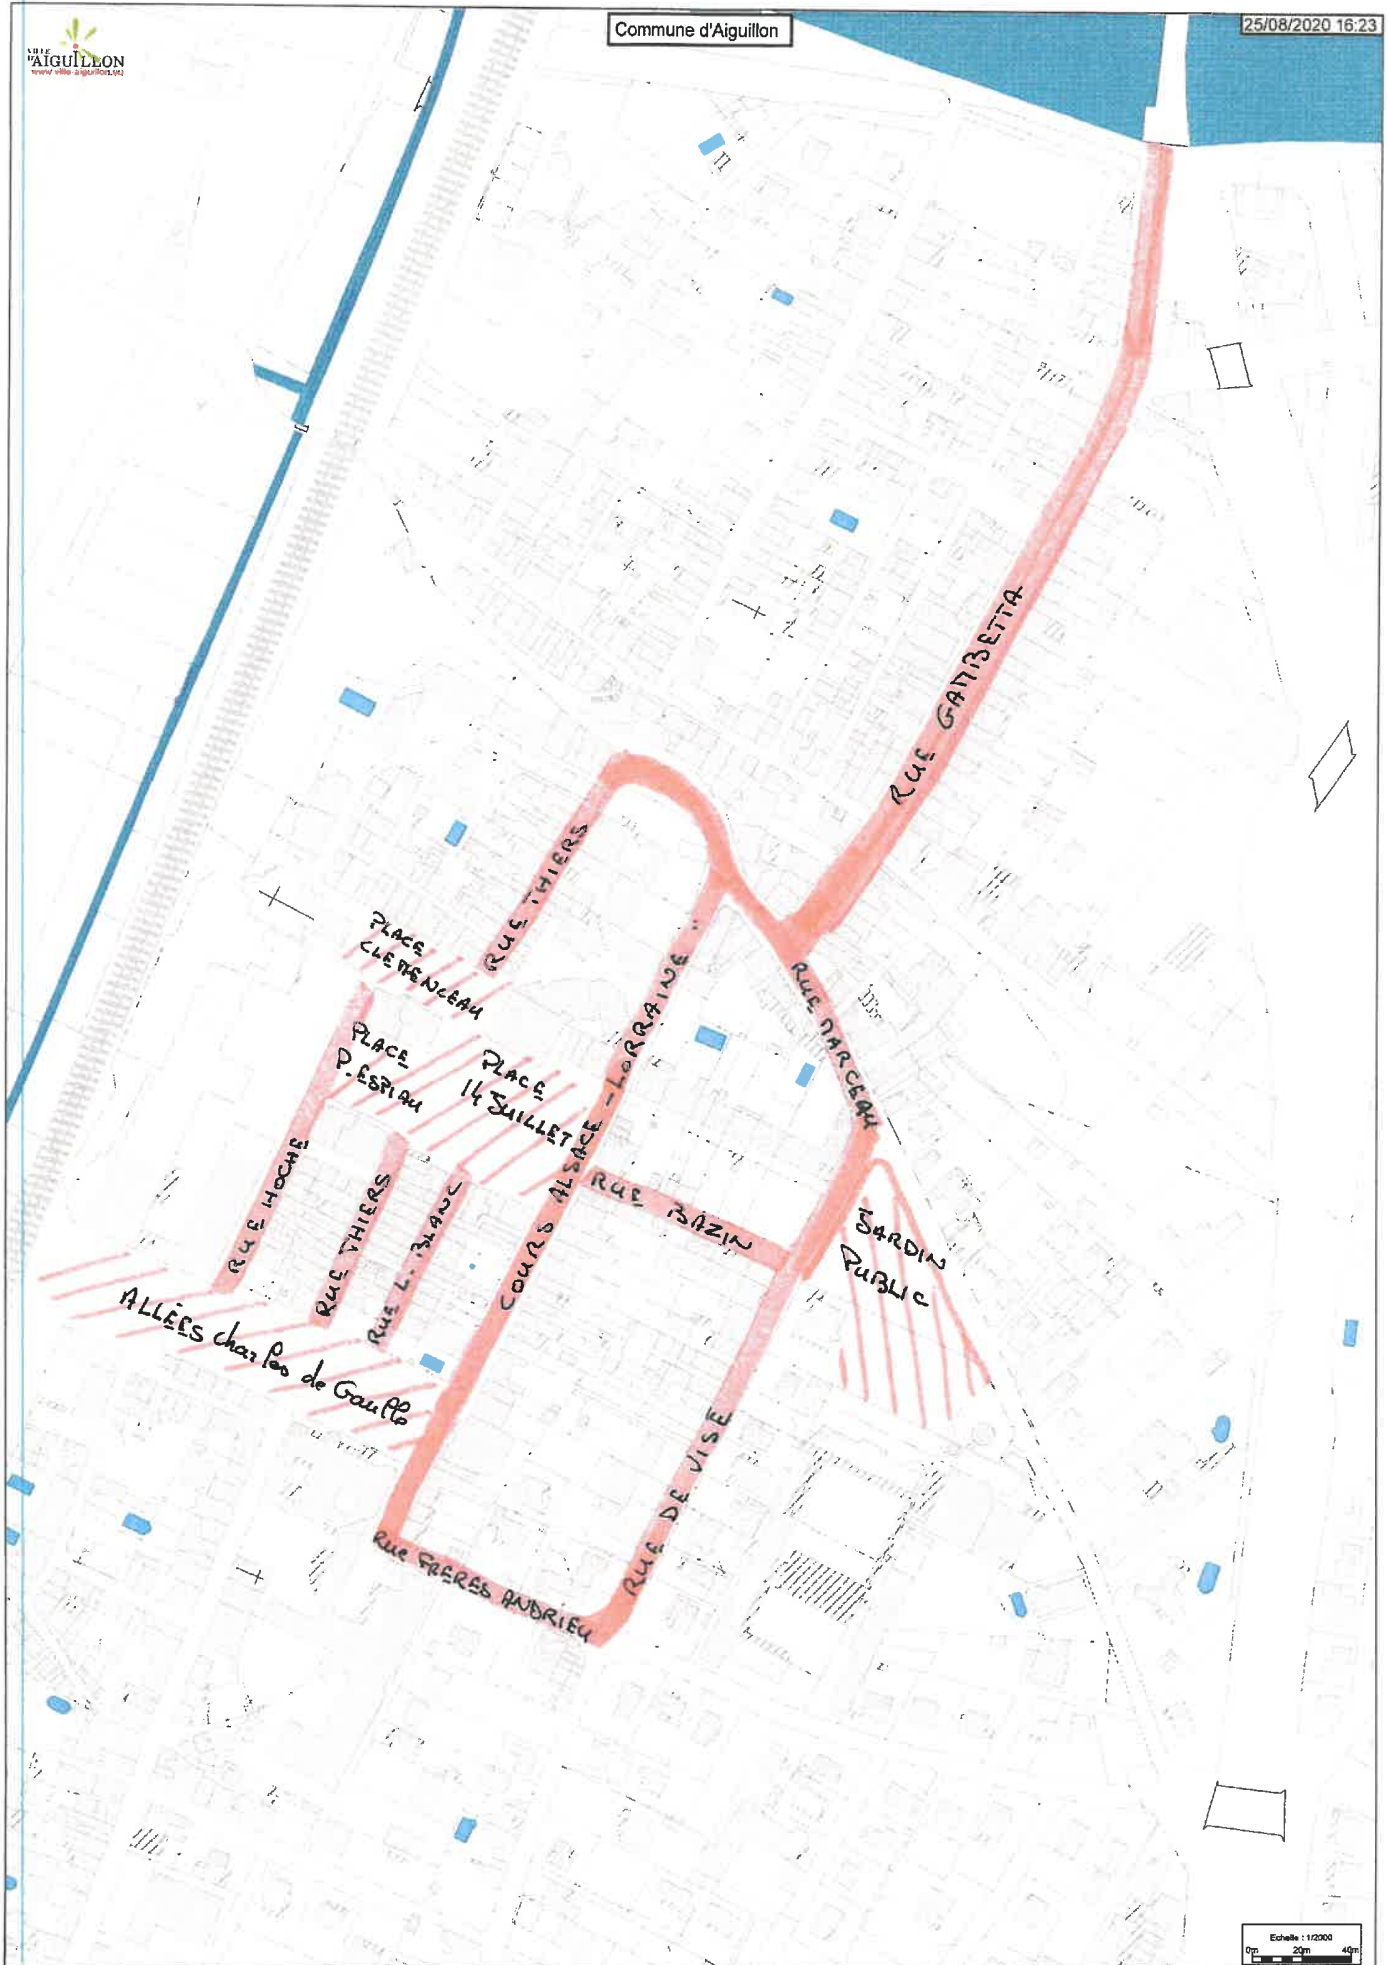 VILLE
D'AIGUILLON
www.ville-aiguillon.eu
Commune d'Aiguillon
25/08/2020 16:23
RUE GAMBETTA
RUE THIERS
PLACE
CLEMENCEAU
PLACE
P. ESPIAU
PLACE
14 JUILLET
COURS ALSACE - LORRAINE
RUE MARCEAU
RUE HOCHE
RUE THIERS
RUE L. BLANC
RUE BAZIN
JARDIN
PUBLIC
ALLÉES Charles de Gaulle
RUE DE VISE
RUE FRERES ANDRIEU
Echelle : 1/2000
0m 20m 40m